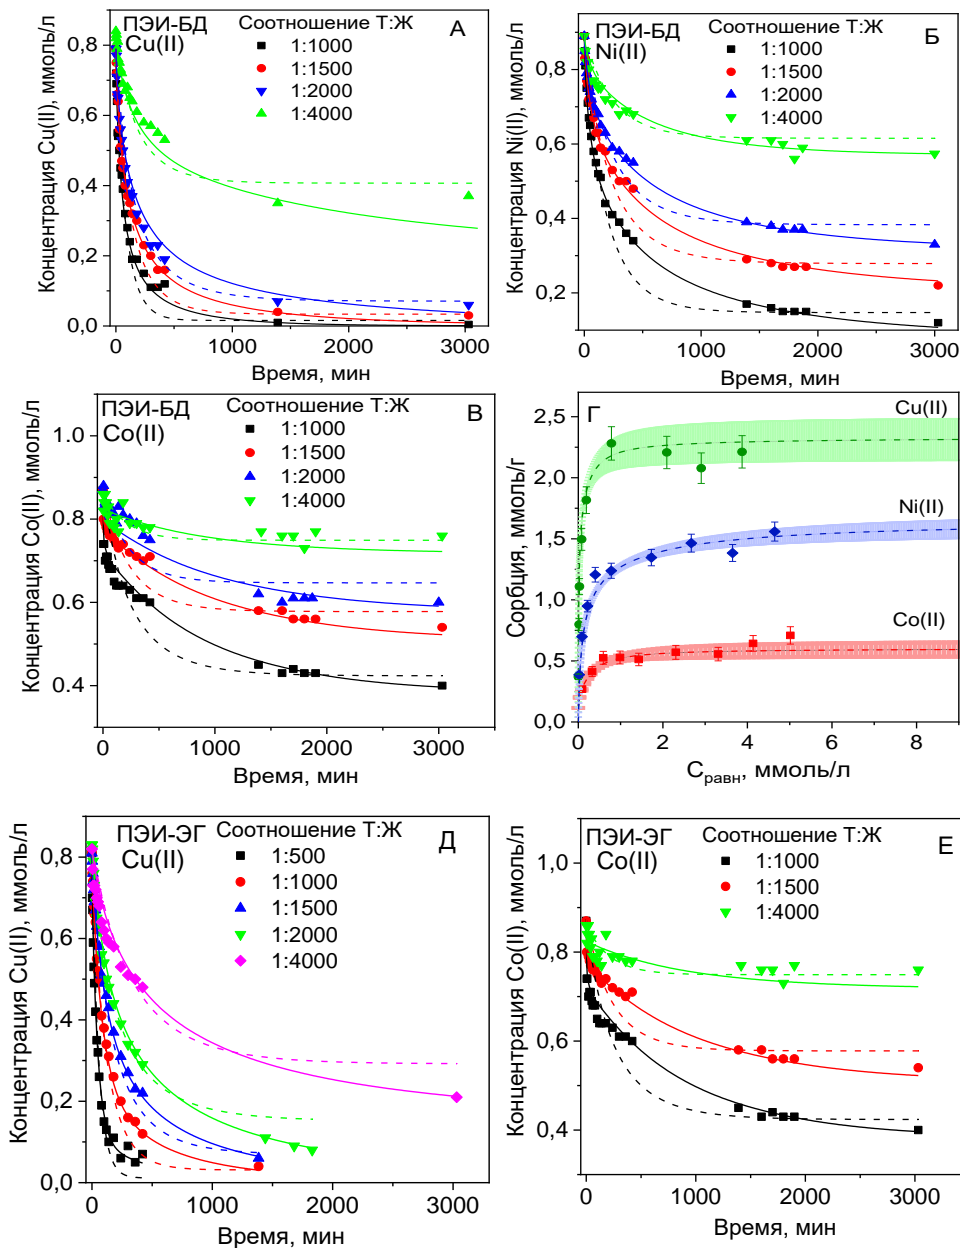 ПЭИ-БД
Cu(II)
Соотношение Т:Ж
А
1:1000
1:1500
1:2000
1:4000
Концентрация Cu(II), ммоль/л
0,8
0,6
0,4
0,2
0,0
0
1000
2000
3000
Время, мин
ПЭИ-БД
Ni(II)
Соотношение Т:Ж
Б
1:1000
1:1500
1:2000
1:4000
Концентрация Ni(II), ммоль/л
0,8
0,6
0,4
0,2
0
1000
2000
3000
Время, мин
ПЭИ-БД
Co(II)
Соотношение Т:Ж
В
1:1000
1:1500
1:2000
1:4000
Концентрация Co(II), ммоль/л
1.0
0.8
0.6
0.4
0
1000
2000
3000
Время, мин
Г
Cu(II)
Ni(II)
Co(II)
Сорбция, ммоль/г
2,5
2,0
1,5
1,0
0,5
0,0
0
2
4
6
8
Сравн, ммоль/л
ПЭИ-ЭГ
Cu(II)
Соотношение Т:Ж
Д
1:500
1:1000
1:1500
1:2000
1:4000
Концентрация Cu(II), ммоль/л
0,8
0,6
0,4
0,2
0,0
0
1000
2000
3000
Время, мин
ПЭИ-ЭГ
Co(II)
Соотношение Т:Ж
Е
1:1000
1:1500
1:4000
Концентрация Co(II), ммоль/л
1,0
0,8
0,6
0,4
0
1000
2000
3000
Время, мин